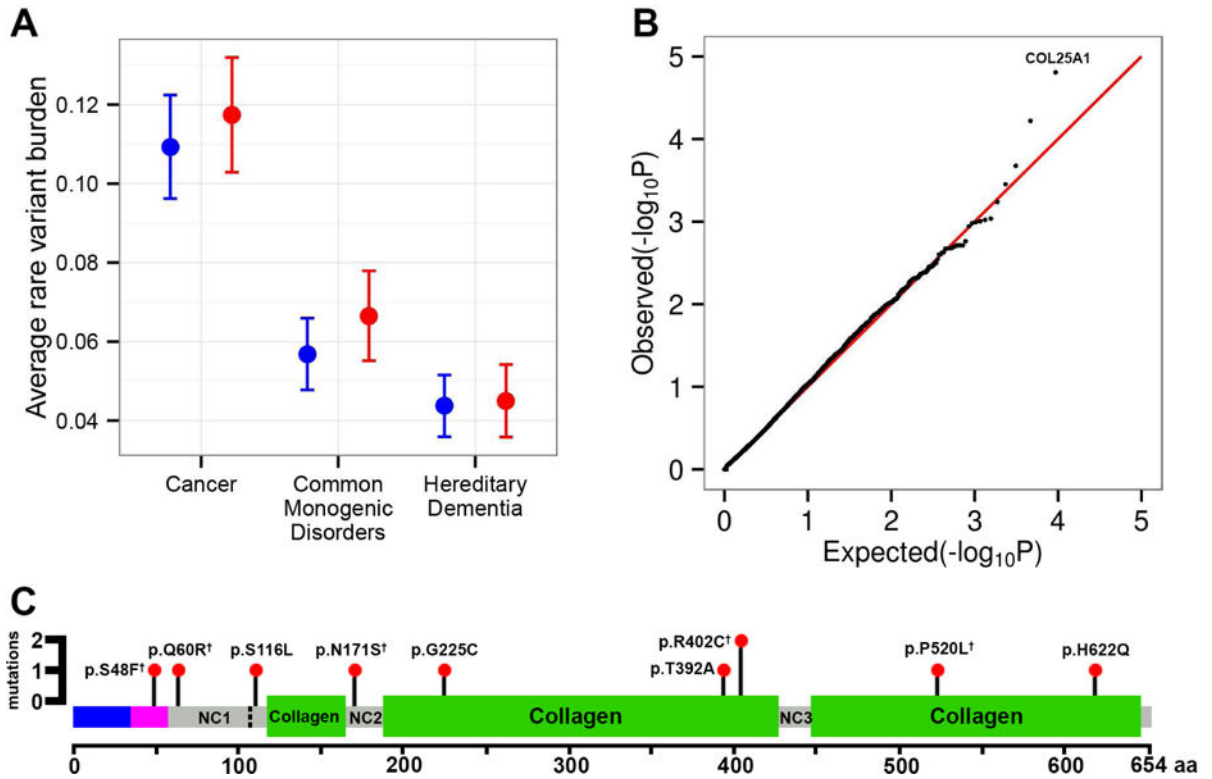 A
Average rare variant burden
0.12
0.10
0.08
0.06
0.04
Cancer
Common
Monogenic
Disorders
Hereditary
Dementia
B
Observed(-log₁₀P)
5
4
3
2
1
0
COL25A1
0 1 2 3 4 5
Expected(-log₁₀P)
C
mutations
2
1
0
p.S48F†
p.Q60R†
p.S116L
p.N171S†
p.G225C
p.R402C†
p.T392A
p.P520L†
p.H622Q
NC1
Collagen
NC2
Collagen
NC3
Collagen
0 100 200 300 400 500 600 654 aa